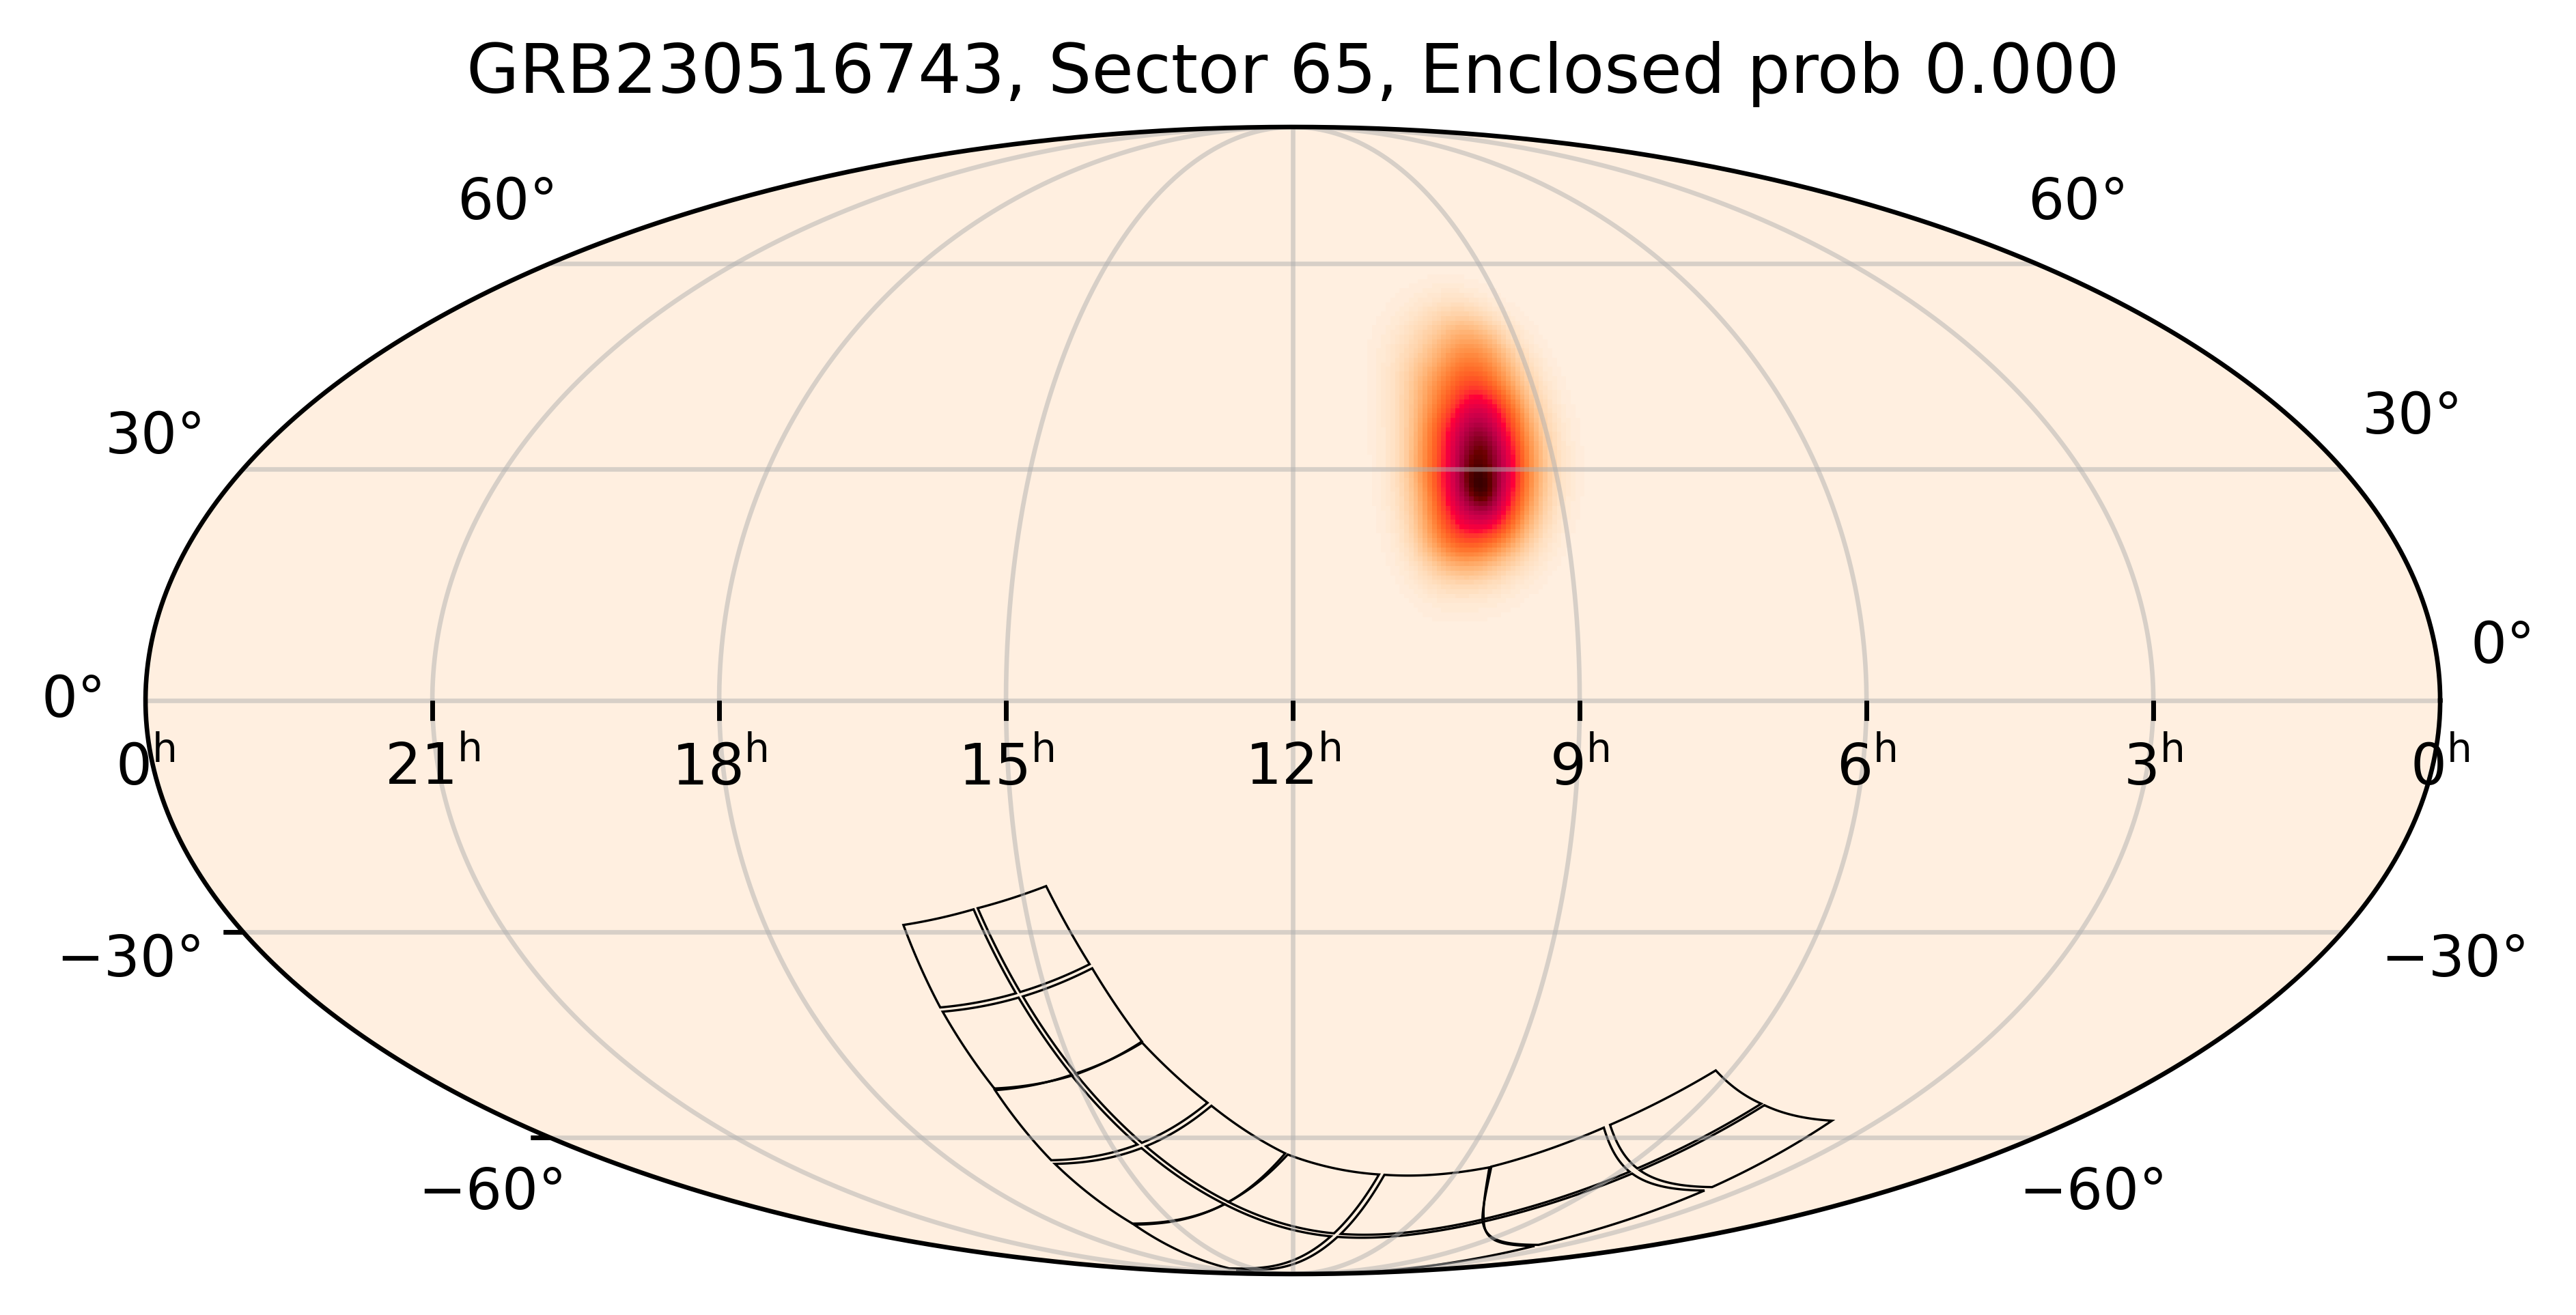 GRB230516743, Sector 65, Enclosed prob 0.000
60° 60°
30° 30°
0° 0°
0ʰ 21ʰ 18ʰ 15ʰ 12ʰ 9ʰ 6ʰ 3ʰ 0ʰ
−30° −30°
−60° −60°